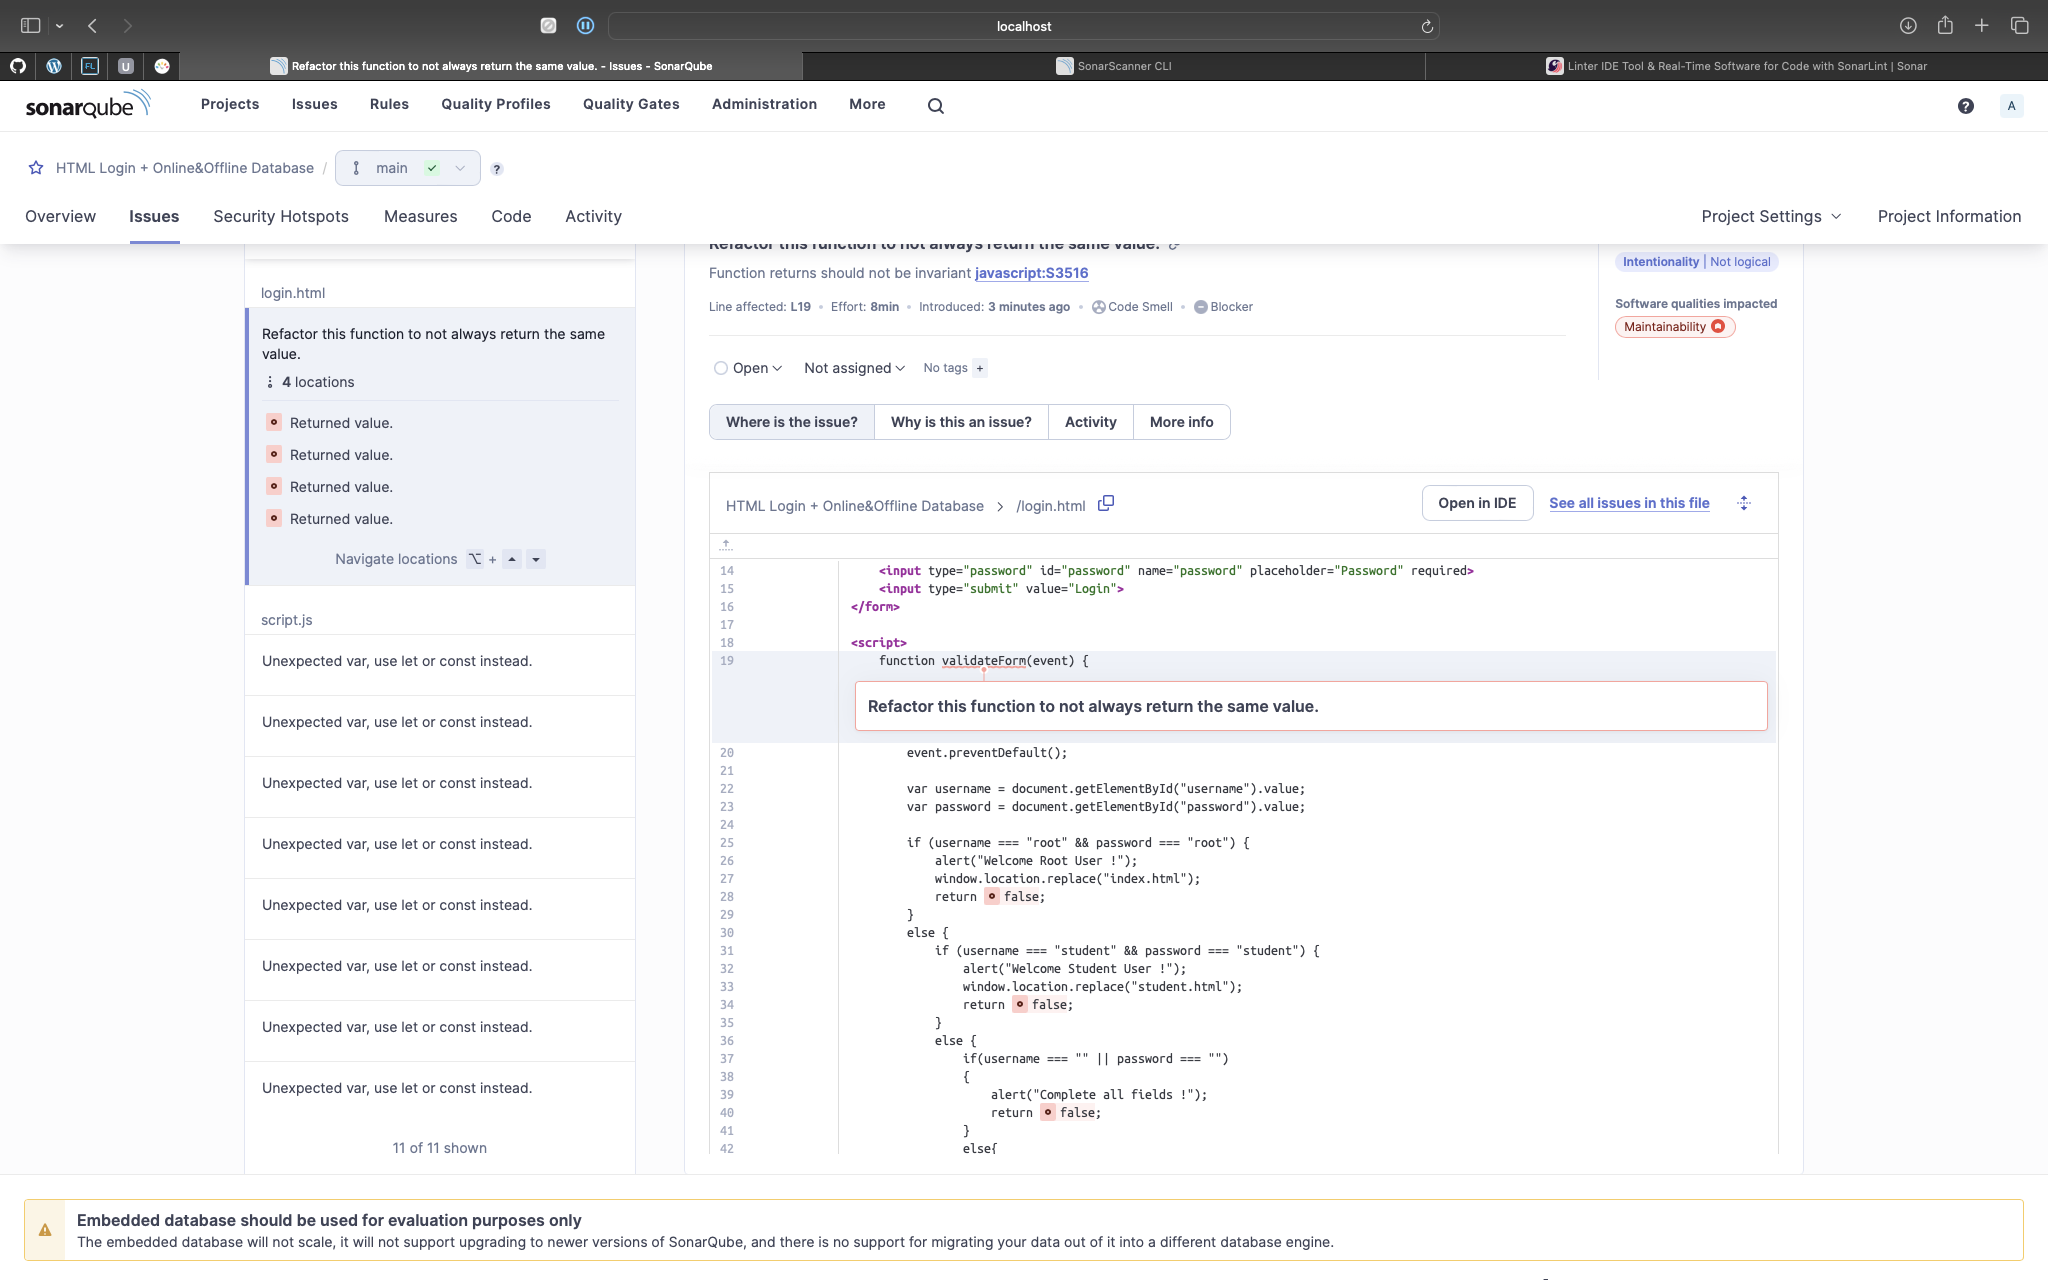 localhost
FL
U
Refactor this function to not always return the same value. - Issues - SonarQube
SonarScanner CLI
Linter IDE Tool & Real-Time Software for Code with SonarLint | Sonar
sonarqube
Projects
Issues
Rules
Quality Profiles
Quality Gates
Administration
More
?
A
HTML Login + Online&Offline Database /
main
?
Overview
Issues
Security Hotspots
Measures
Code
Activity
Project Settings
Project Information
login.html
Refactor this function to not always return the same
value.
4 locations
Returned value.
Returned value.
Returned value.
Returned value.
Navigate locations ⌥ +
script.js
Unexpected var, use let or const instead.
Unexpected var, use let or const instead.
Unexpected var, use let or const instead.
Unexpected var, use let or const instead.
Unexpected var, use let or const instead.
Unexpected var, use let or const instead.
Unexpected var, use let or const instead.
Unexpected var, use let or const instead.
11 of 11 shown
Refactor this function to not always return the same value.
Function returns should not be invariant javascript:S3516
Line affected: L19 • Effort: 8min • Introduced: 3 minutes ago • Code Smell • Blocker
Open
Not assigned
No tags +
Where is the issue?
Why is this an issue?
Activity
More info
Intentionality | Not logical
Software qualities impacted
Maintainability
HTML Login + Online&Offline Database > /login.html
Open in IDE
See all issues in this file
14 <input type="password" id="password" name="password" placeholder="Password" required>
15 <input type="submit" value="Login">
16 </form>
17
18 <script>
19 function validateForm(event) {
Refactor this function to not always return the same value.
20 event.preventDefault();
21
22 var username = document.getElementById("username").value;
23 var password = document.getElementById("password").value;
24
25 if (username === "root" && password === "root") {
26 alert("Welcome Root User !");
27 window.location.replace("index.html");
28 return false;
29 }
30 else {
31 if (username === "student" && password === "student") {
32 alert("Welcome Student User !");
33 window.location.replace("student.html");
34 return false;
35 }
36 else {
37 if(username === "" || password === "")
38 {
39 alert("Complete all fields !");
40 return false;
41 }
42 else{
Embedded database should be used for evaluation purposes only
The embedded database will not scale, it will not support upgrading to newer versions of SonarQube, and there is no support for migrating your data out of it into a different database engine.